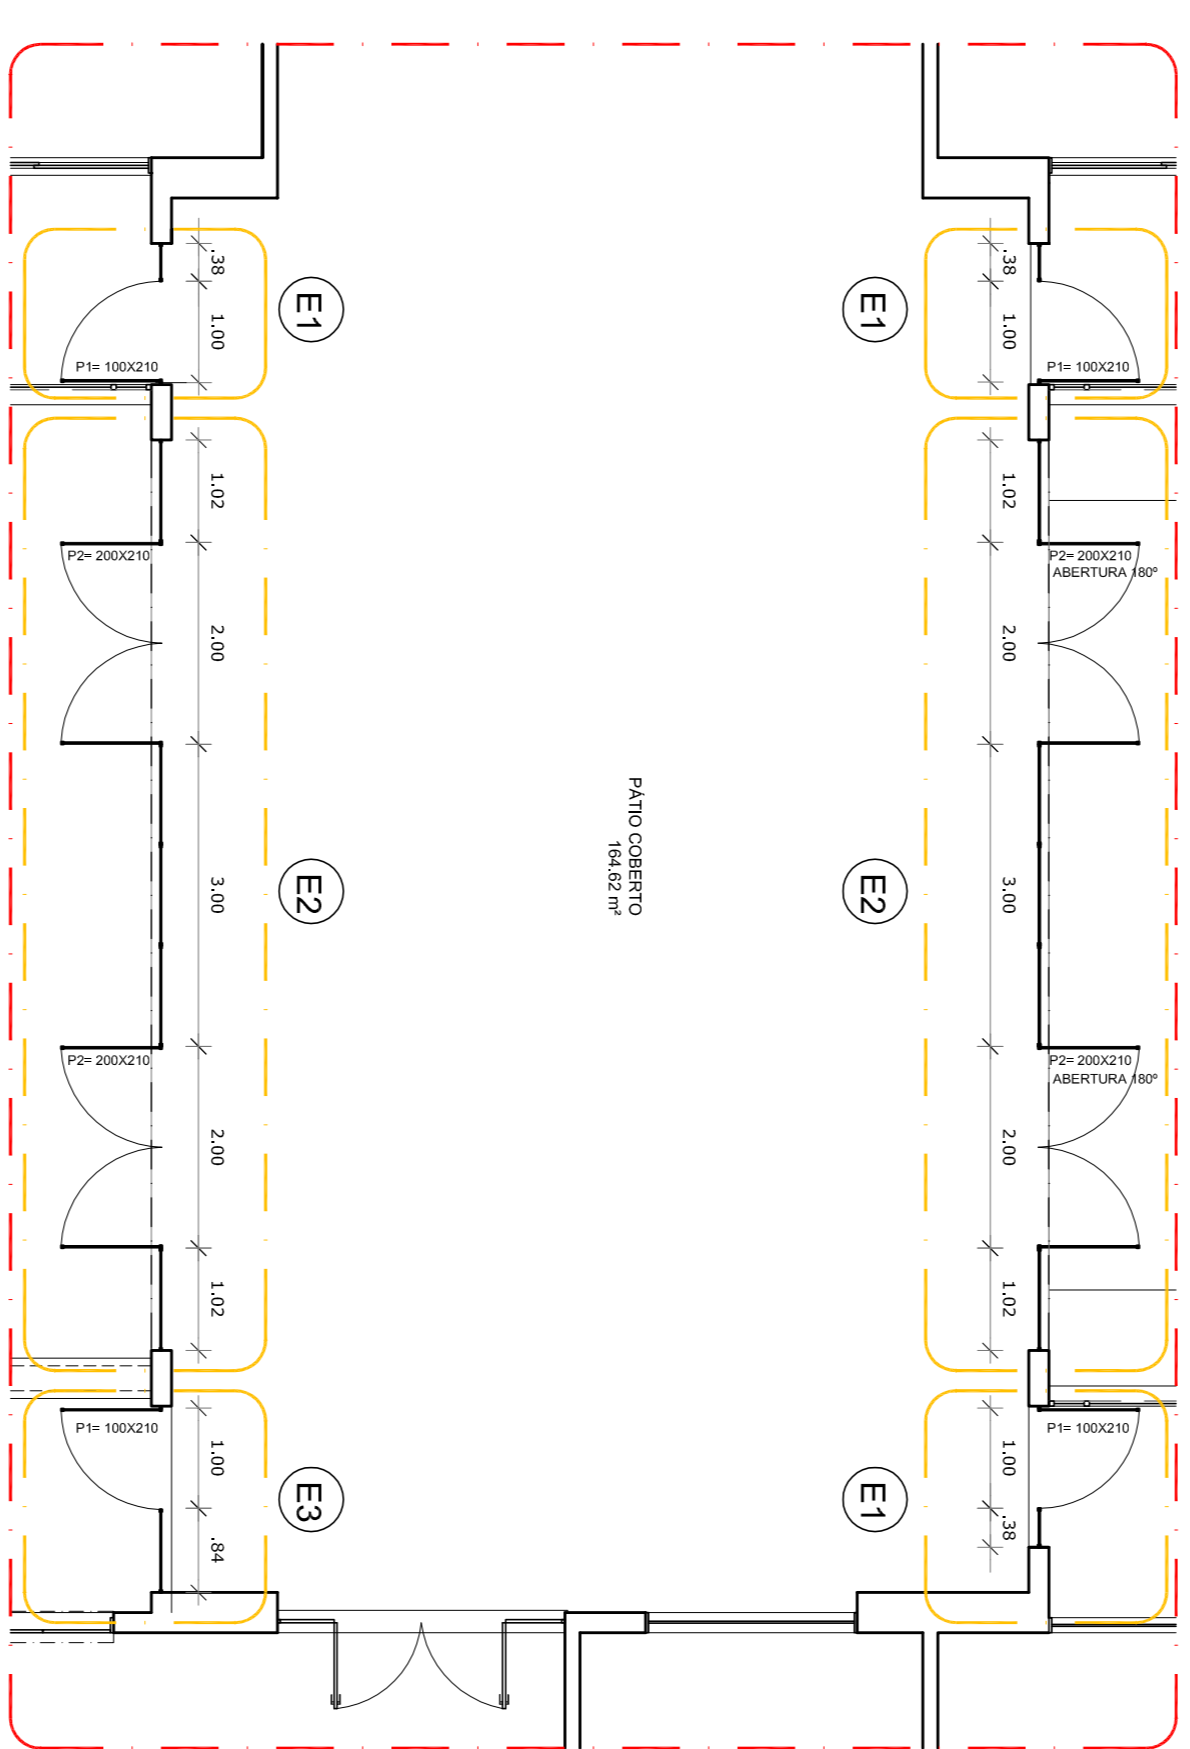 .38
.38
E1
E1
1.00
1.00
P1= 100X210
P1= 100X210
1.02
1.02
P2= 200X210
P2= 200X210
ABERTURA 180º
2.00
2.00
PÁTIO COBERTO
164.62 m²
3.00
E2
E2
3.00
P2= 200X210
P2= 200X210
ABERTURA 180º
2.00
2.00
1.02
1.02
P1= 100X210
P1= 100X210
1.00
1.00
E3
E1
.84
.38